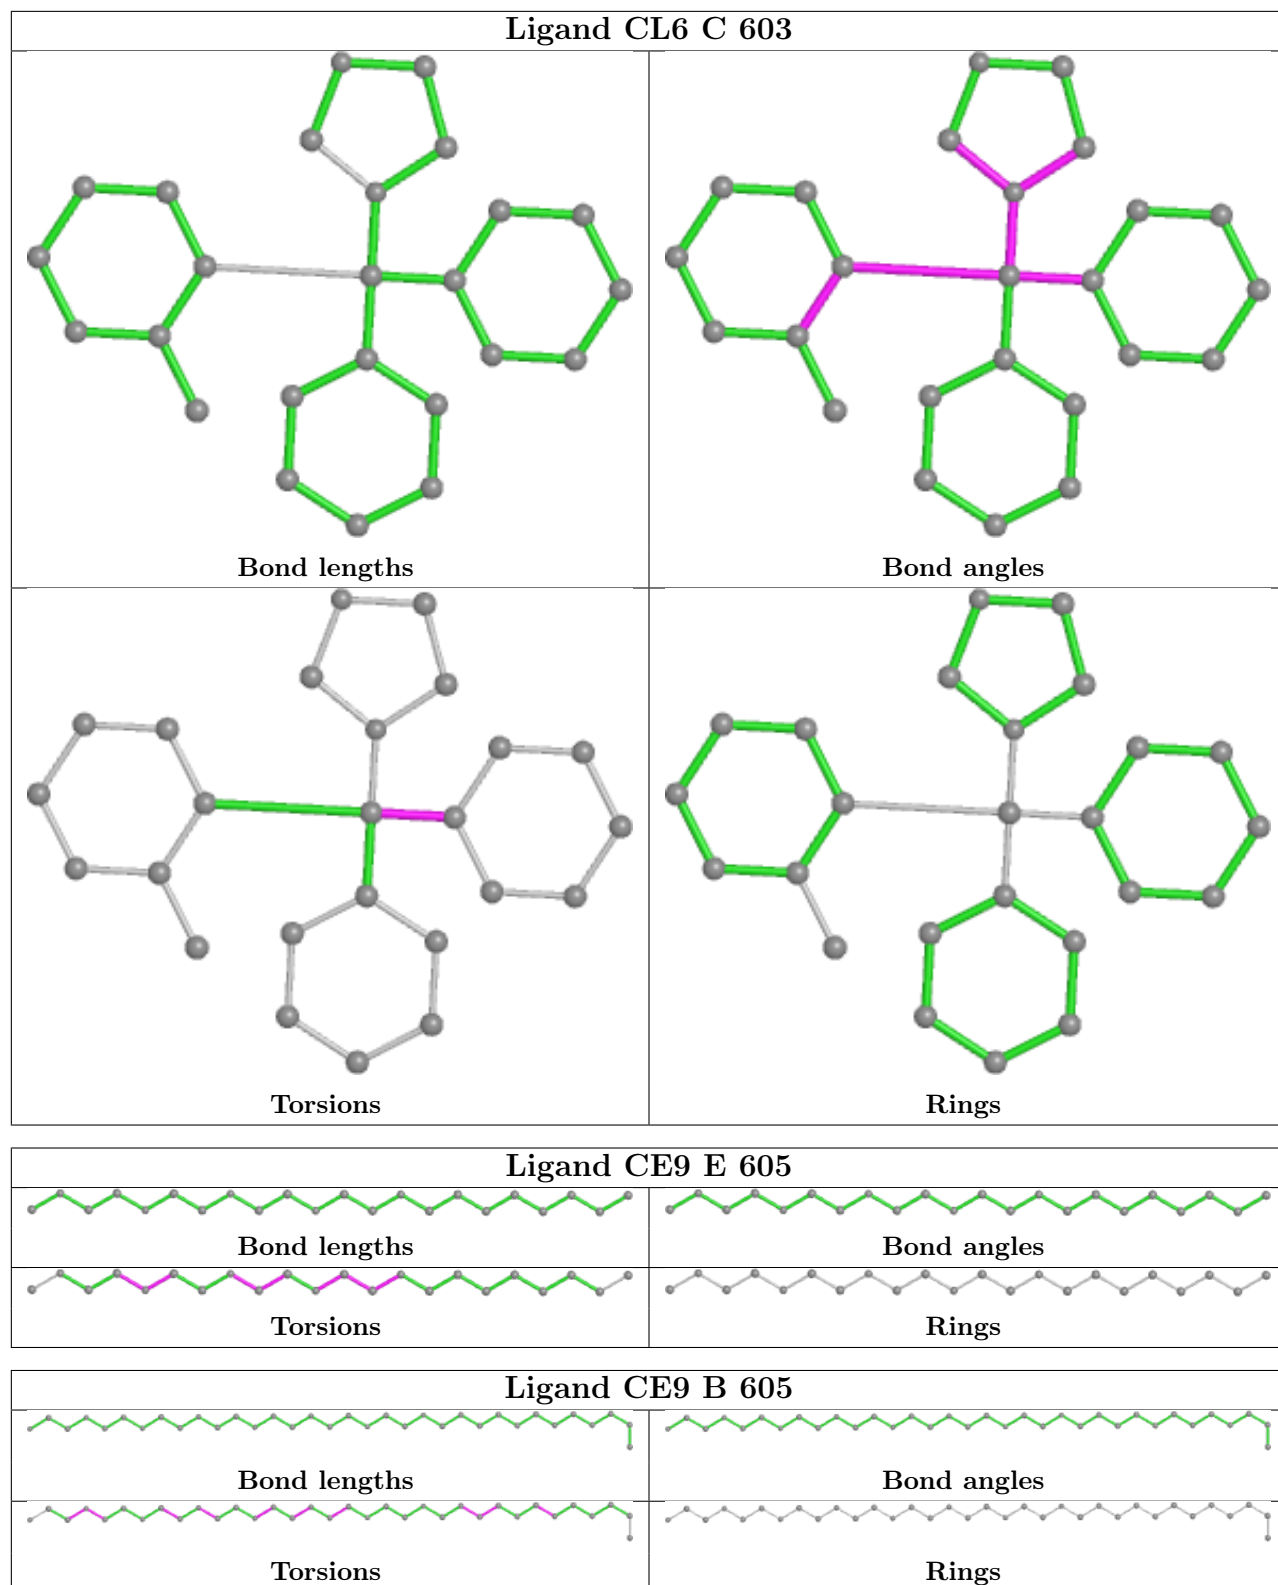 Ligand CL6 C 603
Bond lengths
Bond angles
Torsions
Rings
Ligand CE9 E 605
Bond lengths
Bond angles
Torsions
Rings
Ligand CE9 B 605
Bond lengths
Bond angles
Torsions
Rings